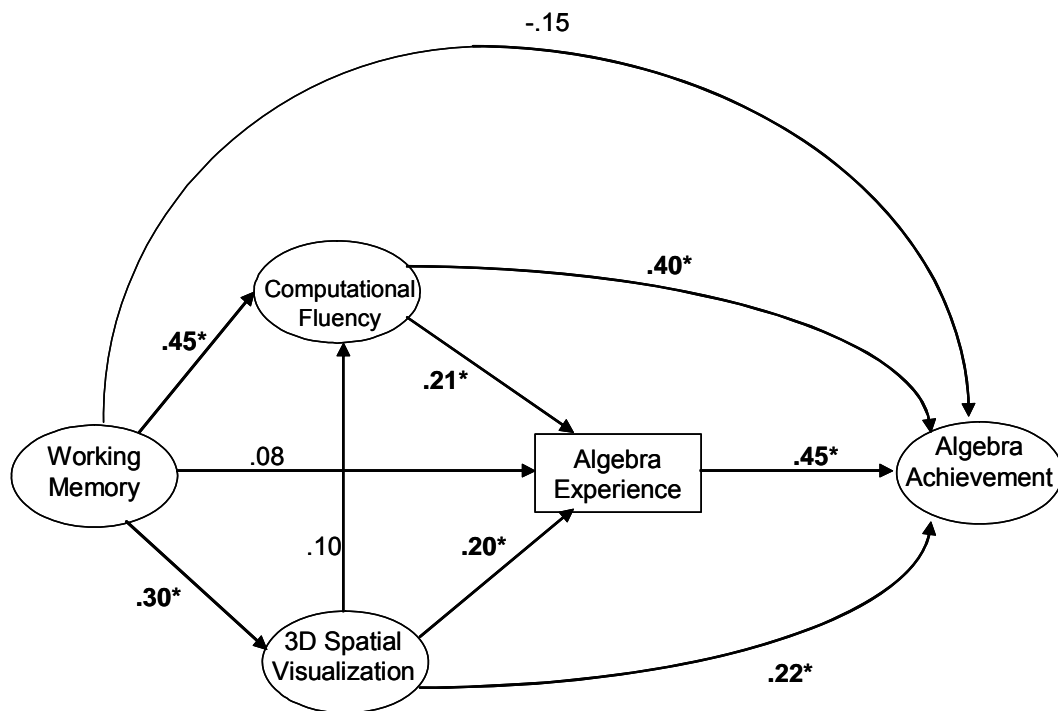 -.15
Computational
Fluency
.40*
.45*
.21*
Working
Memory
.08
Algebra
Experience
.45*
Algebra
Achievement
.10
.20*
.30*
3D Spatial
Visualization
.22*